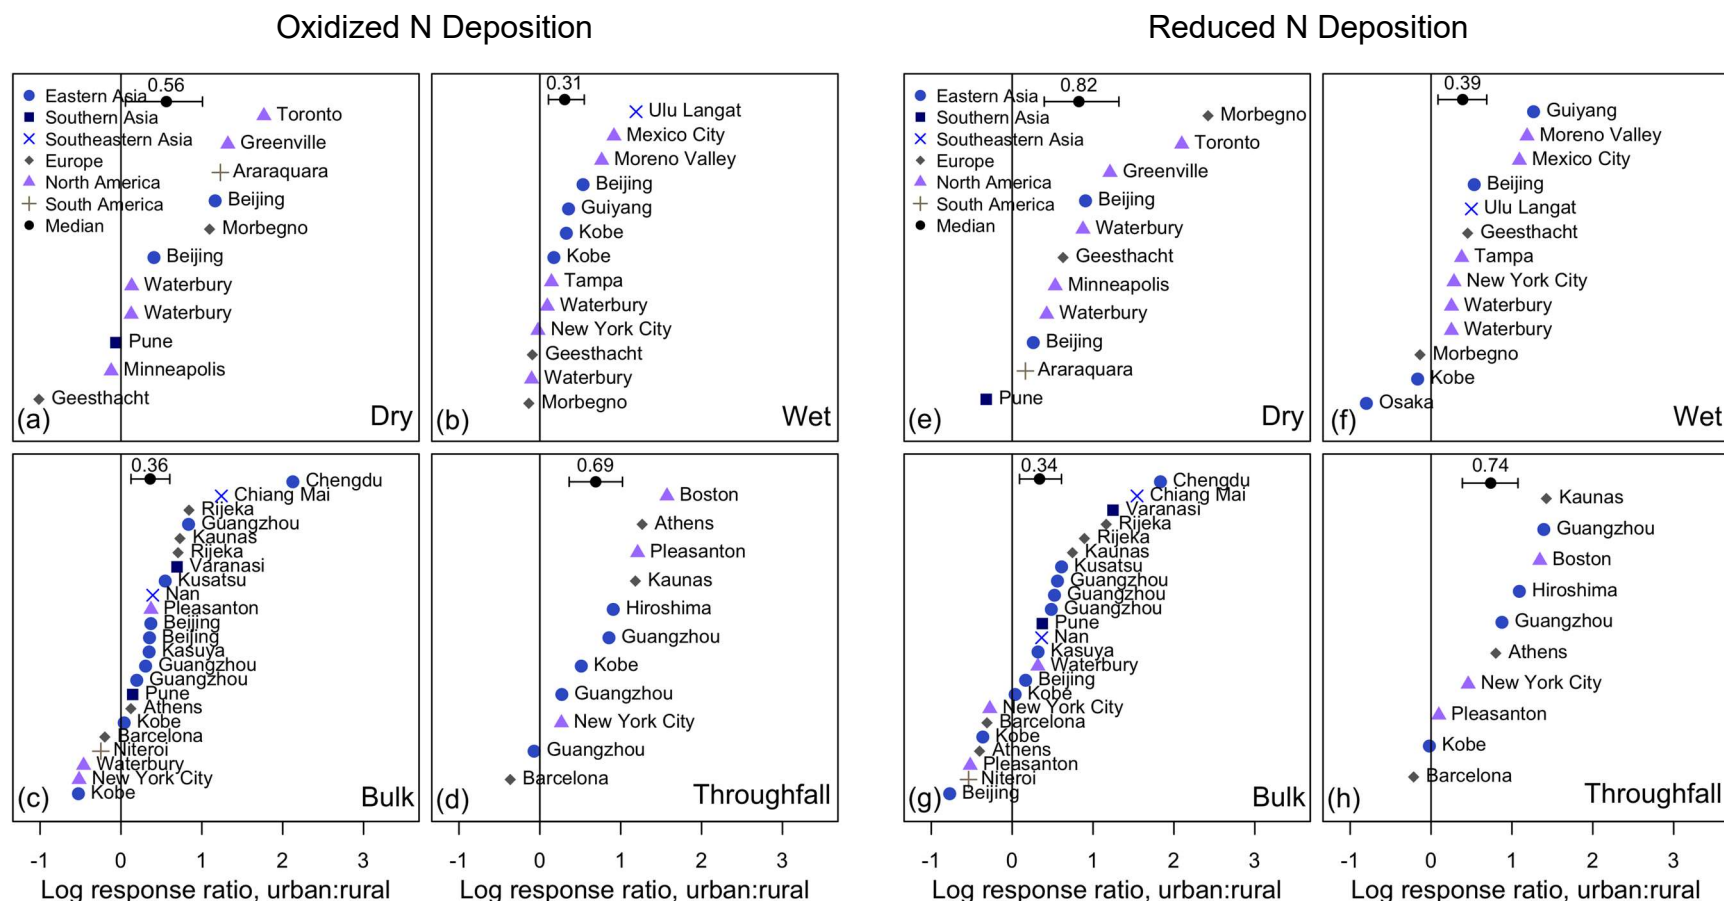 Oxidized N Deposition
Reduced N Deposition
0.56
Eastern Asia
Southern Asia
Southeastern Asia
Europe
North America
South America
Median
Toronto
Greenville
Araraquara
Beijing
Morbegno
Beijing
Waterbury
Waterbury
Pune
Minneapolis
Geesthacht
(a)
Dry
0.31
Ulu Langat
Mexico City
Moreno Valley
Beijing
Guiyang
Kobe
Kobe
Tampa
Waterbury
New York City
Geesthacht
Waterbury
Morbegno
(b)
Wet
0.82
Eastern Asia
Southern Asia
Southeastern Asia
Europe
North America
South America
Median
Morbegno
Toronto
Greenville
Beijing
Waterbury
Geesthacht
Minneapolis
Waterbury
Beijing
Araraquara
Pune
(e)
Dry
0.39
Guiyang
Moreno Valley
Mexico City
Beijing
Ulu Langat
Geesthacht
Tampa
New York City
Waterbury
Waterbury
Morbegno
Kobe
Osaka
(f)
Wet
0.36
Chengdu
Chiang Mai
Rijeka
Guangzhou
Kaunas
Rijeka
Varanasi
Kusatsu
Nan
Pleasanton
Beijing
Beijing
Kasuya
Guangzhou
Guangzhou
Pune
Athens
Kobe
Barcelona
Niteroi
Waterbury
New York City
Kobe
(c)
Bulk
0.69
Boston
Athens
Pleasanton
Kaunas
Hiroshima
Guangzhou
Kobe
Guangzhou
New York City
Guangzhou
Barcelona
(d)
Throughfall
0.34
Chengdu
Chiang Mai
Varanasi
Rijeka
Rijeka
Kaunas
Kusatsu
Guangzhou
Guangzhou
Guangzhou
Pune
Nan
Kasuya
Waterbury
Beijing
Kobe
New York City
Barcelona
Kobe
Athens
Pleasanton
Niteroi
Beijing
(g)
Bulk
0.74
Kaunas
Guangzhou
Boston
Hiroshima
Guangzhou
Athens
New York City
Pleasanton
Kobe
Barcelona
(h)
Throughfall
-1 0 1 2 3
-1 0 1 2 3
-1 0 1 2 3
-1 0 1 2 3
Log response ratio, urban:rural
Log response ratio, urban:rural
Log response ratio, urban:rural
Log response ratio, urban:rural